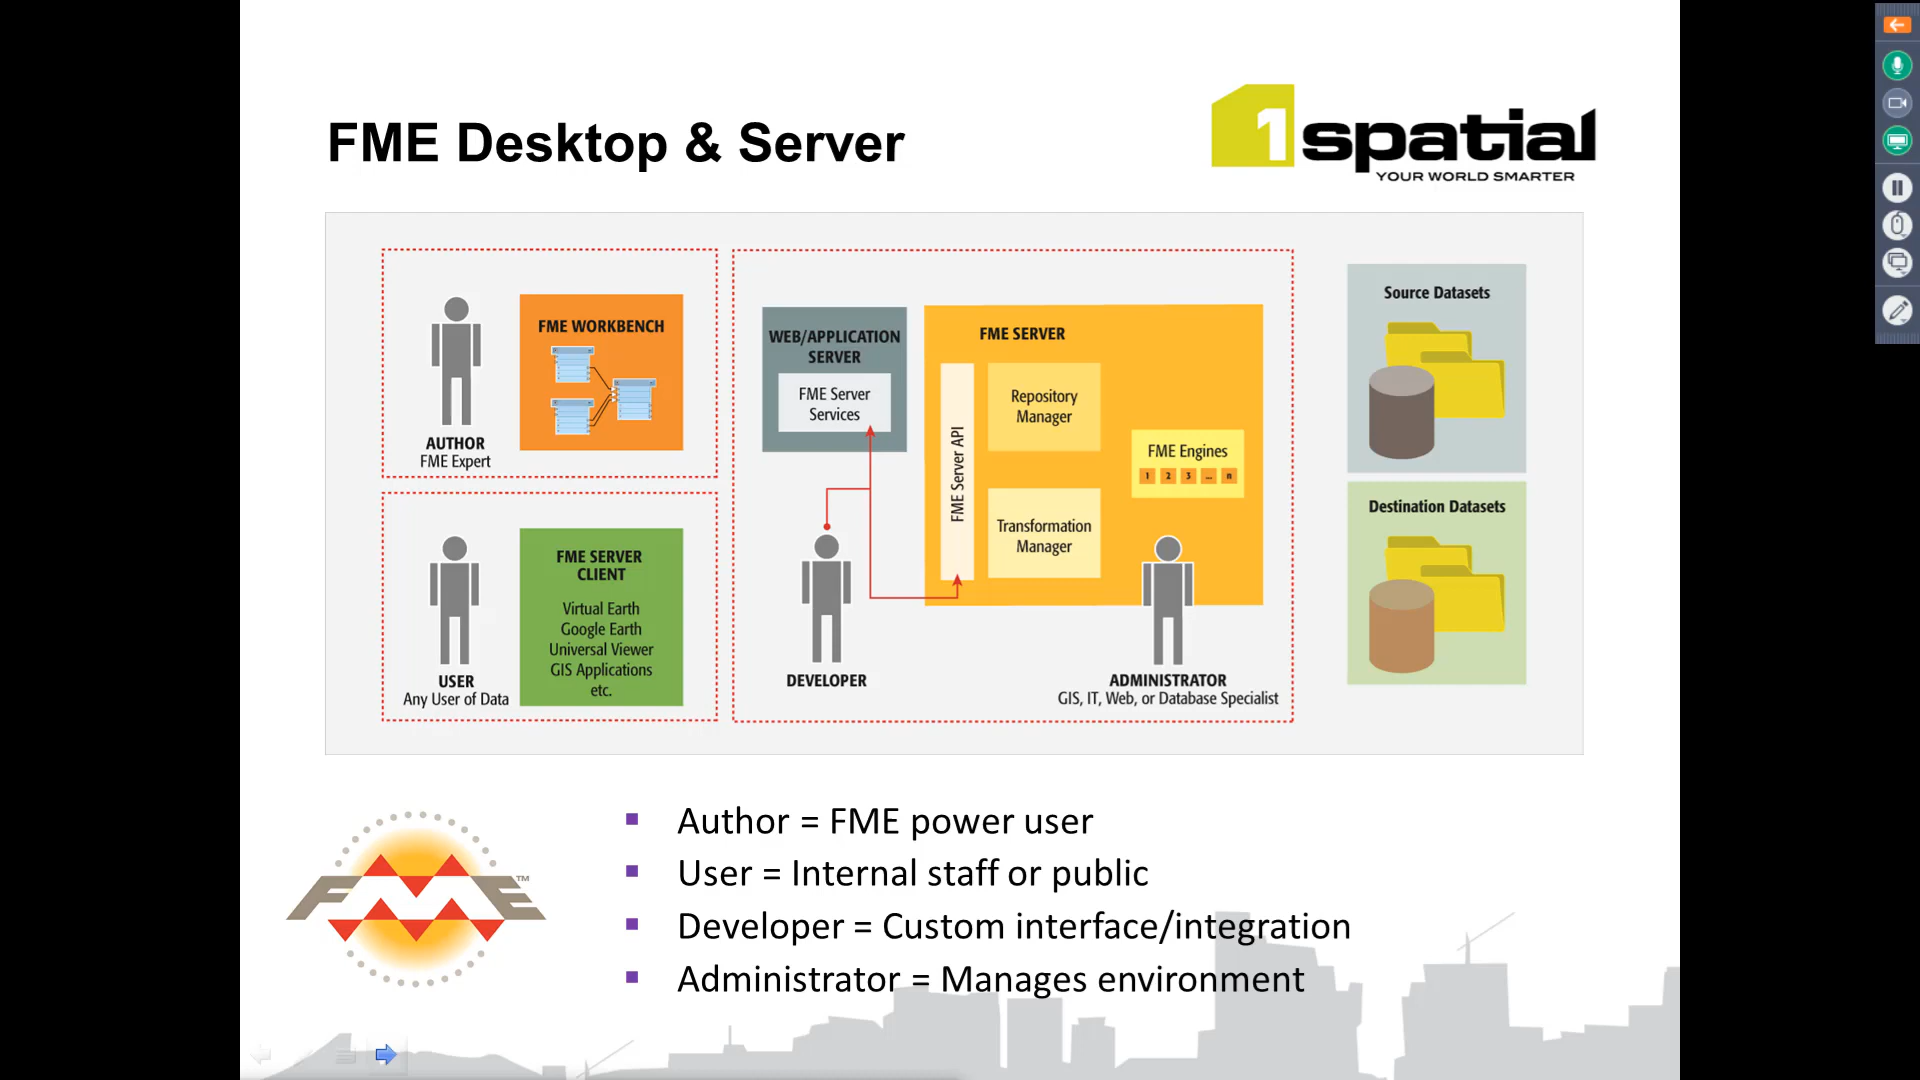 FME Desktop & Server
1spatial
YOUR WORLD SMARTER
FME WORKBENCH
AUTHOR
FME Expert
FME SERVER
CLIENT
Virtual Earth
Google Earth
Universal Viewer
GIS Applications
etc.
USER
Any User of Data
WEB/APPLICATION
SERVER
FME Server
Services
FME SERVER
FME Server API
Repository
Manager
FME Engines
1 2 3 ... n
Transformation
Manager
DEVELOPER
ADMINISTRATOR
GIS, IT, Web, or Database Specialist
Source Datasets
Destination Datasets
FME™
▪ Author = FME power user
▪ User = Internal staff or public
▪ Developer = Custom interface/integration
▪ Administrator = Manages environment